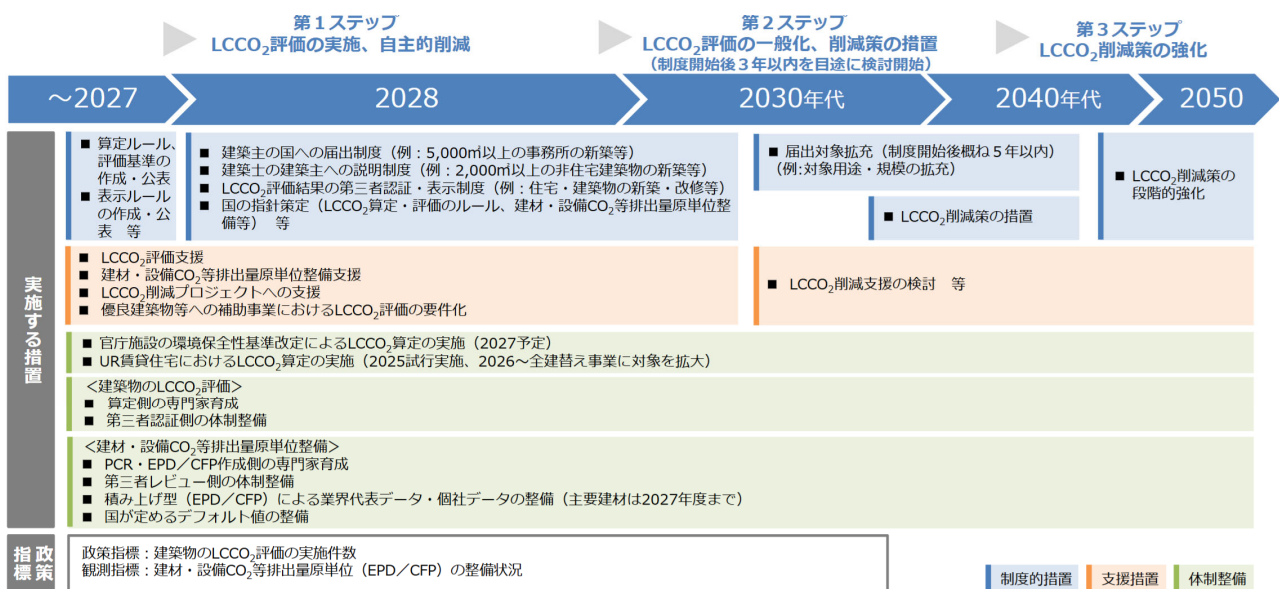 第１ステップ
LCCO₂評価の実施、自主的削減
第２ステップ
LCCO₂評価の一般化、削減策の措置
（制度開始後３年以内を目途に検討開始）
第３ステップ
LCCO₂削減策の強化
～2027
2028
2030年代
2040年代
2050
実施する措置
■ 算定ルール、
評価基準の
作成・公表
■ 表示ルール
の作成・公
表 等
■ 建築主の国への届出制度（例：5,000㎡以上の事務所の新築等）
■ 建築士の建築主への説明制度（例：2,000㎡以上の非住宅建築物の新築等）
■ LCCO₂評価結果の第三者認証・表示制度（例：住宅・建築物の新築・改修等）
■ 国の指針策定（LCCO₂算定・評価のルール、建材・設備CO₂等排出量原単位整
備等） 等
■ 届出対象拡充（制度開始後概ね５年以内）
（例:対象用途・規模の拡充）
■ LCCO₂削減策の措置
■ LCCO₂削減策の
段階的強化
■ LCCO₂評価支援
■ 建材・設備CO₂等排出量原単位整備支援
■ LCCO₂削減プロジェクトへの支援
■ 優良建築物等への補助事業におけるLCCO₂評価の要件化
■ LCCO₂削減支援の検討 等
■ 官庁施設の環境保全性基準改定によるLCCO₂算定の実施（2027予定）
■ UR賃貸住宅におけるLCCO₂算定の実施（2025試行実施、2026～全建替え事業に対象を拡大）
＜建築物のLCCO₂評価＞
■ 算定側の専門家育成
■ 第三者認証側の体制整備
＜建材・設備CO₂等排出量原単位整備＞
■ PCR・EPD／CFP作成側の専門家育成
■ 第三者レビュー側の体制整備
■ 積み上げ型（EPD／CFP）による業界代表データ・個社データの整備（主要建材は2027年度まで）
■ 国が定めるデフォルト値の整備
政策指標
政策指標：建築物のLCCO₂評価の実施件数
観測指標：建材・設備CO₂等排出量原単位（EPD／CFP）の整備状況
制度的措置
支援措置
体制整備